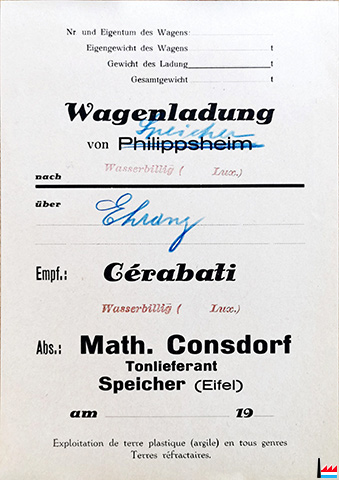 Nr und Eigentum des Wagens:
Eigengewicht des Wagens t
Gewicht des Ladung t
Gesamtgewicht t
Wagenladung
Speicher
von Philippsheim
nach Wasserbillig ( Lux.)
über Ehrang
Empf.: Cérabati
Wasserbillig ( Lux.)
Abs.: Math. Consdorf
Tonlieferant
Speicher (Eifel)
am 19
Exploitation de terre plastique (argile) en tous genres
Terres réfractaires.